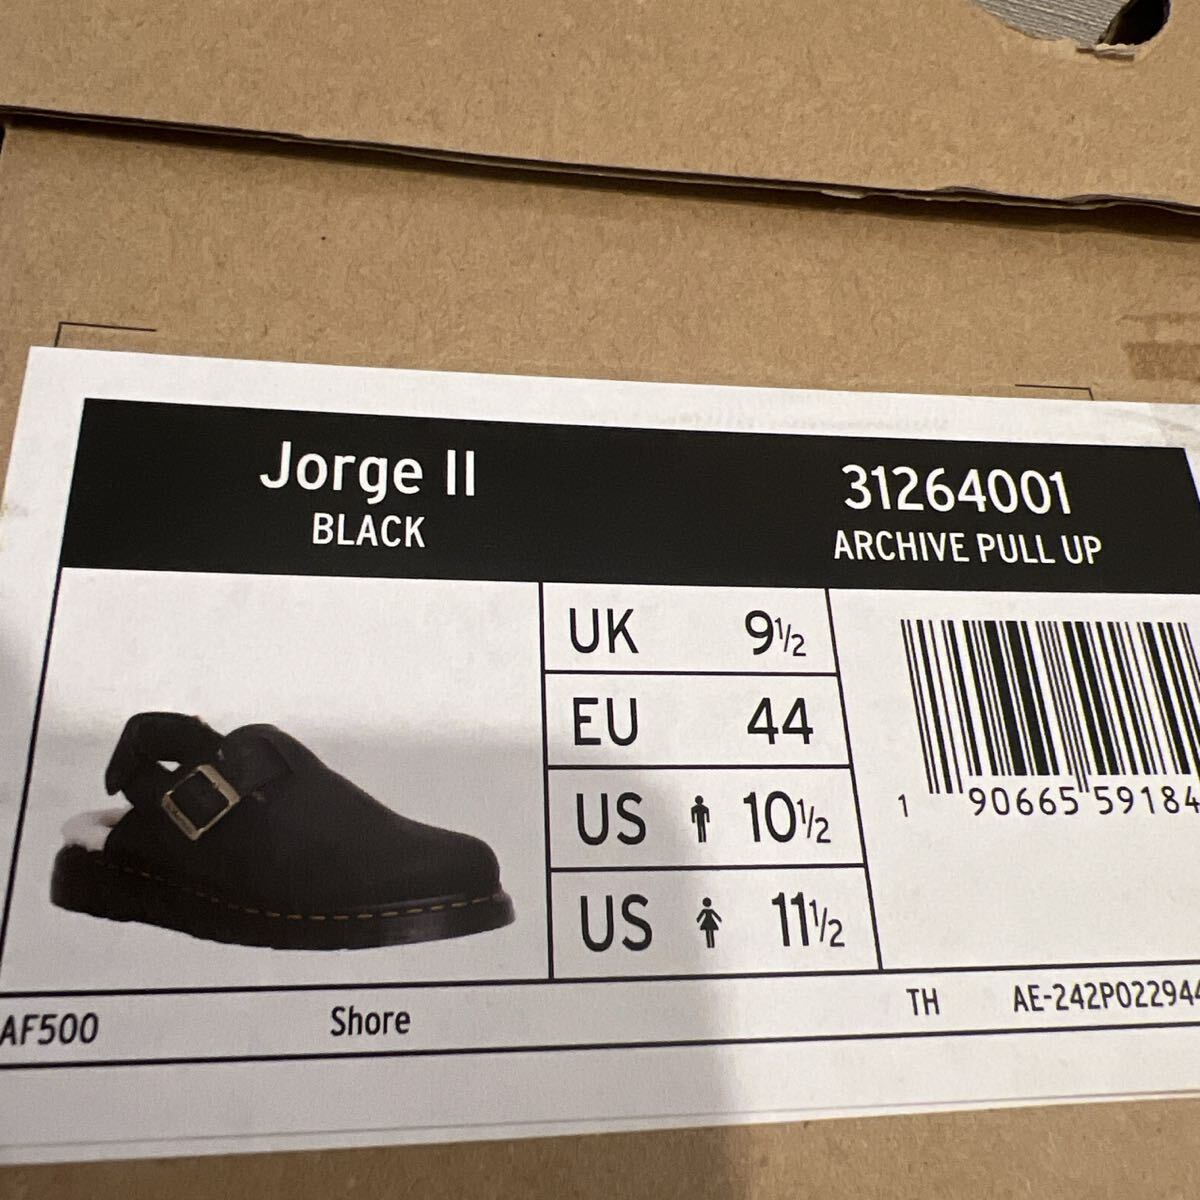 Jorge II
BLACK
31264001
ARCHIVE PULL UP
UK 9½
EU 44
US 10½
US 11½
1 90665 59184
AF500 Shore TH AE-242P022944